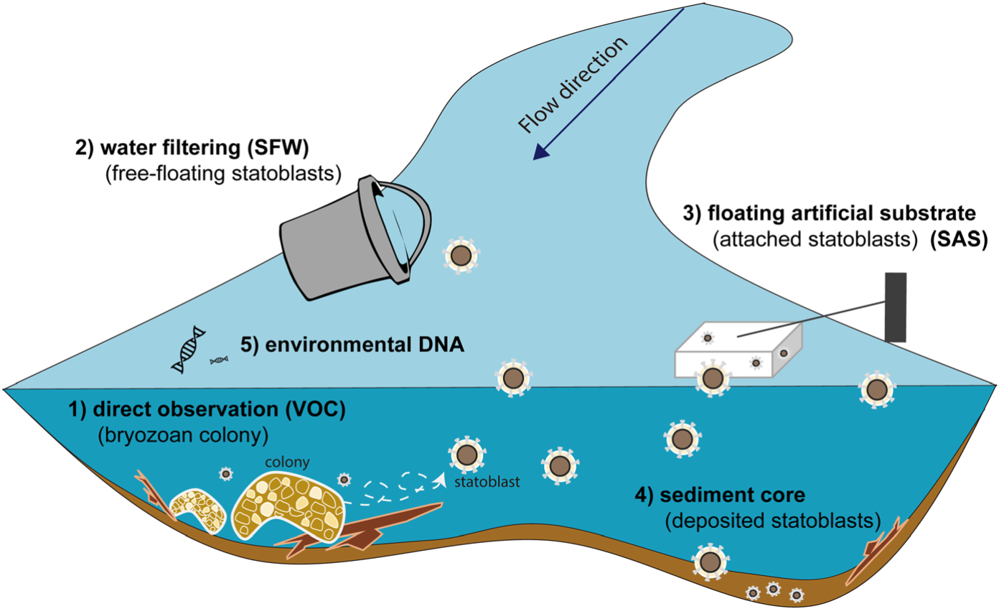 Flow direction
2) water filtering (SFW)
(free-floating statoblasts)
3) floating artificial substrate
(attached statoblasts) (SAS)
5) environmental DNA
1) direct observation (VOC)
(bryozoan colony)
colony
statoblast
4) sediment core
(deposited statoblasts)